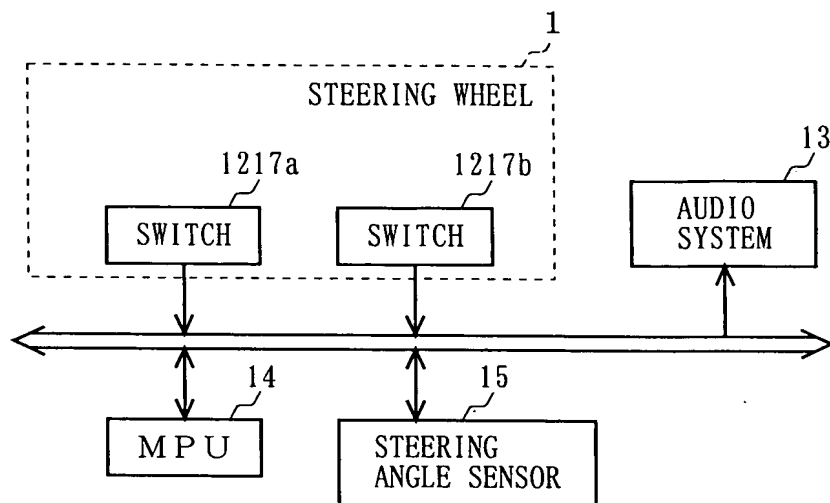 1
STEERING WHEEL
1217a
1217b
13
SWITCH
SWITCH
AUDIO
SYSTEM
14
15
MPU
STEERING
ANGLE SENSOR